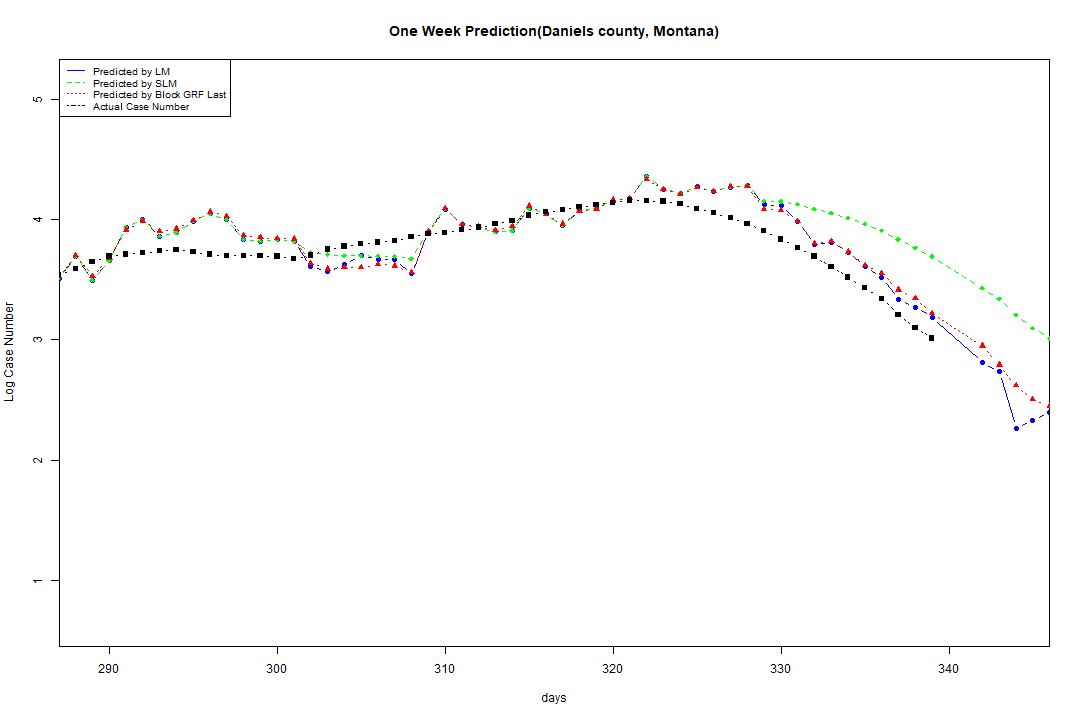 One Week Prediction(Daniels county, Montana)
Predicted by LM
Predicted by SLM
Predicted by Block GRF Last
Actual Case Number
5
4
3
2
1
Log Case Number
290 300 310 320 330 340
days